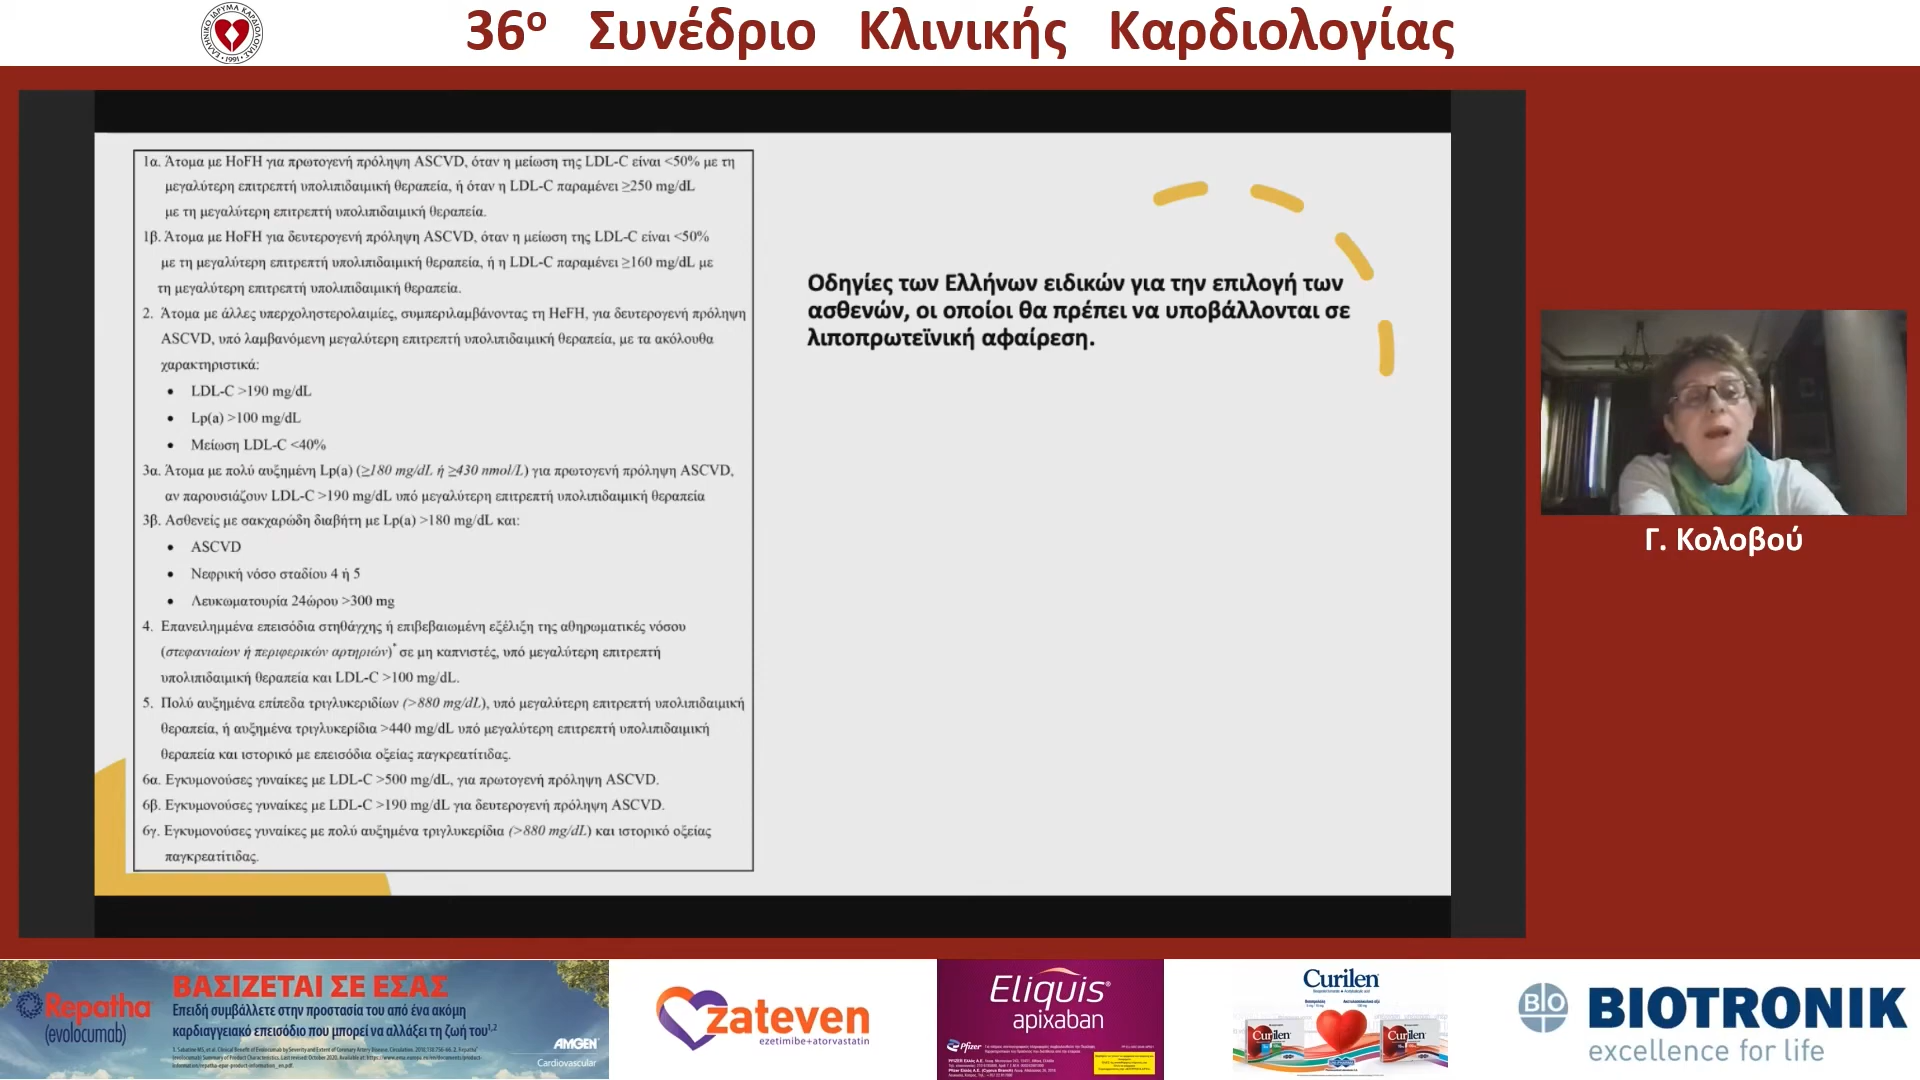 36ο Συνέδριο Κλινικής Καρδιολογίας
1α. Άτομα με HoFH για πρωτογενή πρόληψη ASCVD, όταν η μείωση της LDL-C είναι <50% με τη
μεγαλύτερη επιτρεπτή υπολιπιδαιμική θεραπεία, ή όταν η LDL-C παραμένει ≥250 mg/dL
με τη μεγαλύτερη επιτρεπτή υπολιπιδαιμική θεραπεία.
1β. Άτομα με HoFH για δευτερογενή πρόληψη ASCVD, όταν η μείωση της LDL-C είναι <50%
με τη μεγαλύτερη επιτρεπτή υπολιπιδαιμική θεραπεία, ή η LDL-C παραμένει ≥160 mg/dL με
τη μεγαλύτερη επιτρεπτή υπολιπιδαιμική θεραπεία.
2. Άτομα με άλλες υπερχοληστερολαιμίες, συμπεριλαμβάνοντας τη HeFH, για δευτερογενή πρόληψη
ASCVD, υπό λαμβανόμενη μεγαλύτερη επιτρεπτή υπολιπιδαιμική θεραπεία, με τα ακόλουθα
χαρακτηριστικά:
• LDL-C >190 mg/dL
• Lp(a) >100 mg/dL
• Μείωση LDL-C <40%
3α. Άτομα με πολύ αυξημένη Lp(a) (≥180 mg/dL ή ≥430 nmol/L) για πρωτογενή πρόληψη ASCVD,
αν παρουσιάζουν LDL-C >190 mg/dL υπό μεγαλύτερη επιτρεπτή υπολιπιδαιμική θεραπεία
3β. Ασθενείς με σακχαρώδη διαβήτη με Lp(a) >180 mg/dL και:
• ASCVD
• Νεφρική νόσο σταδίου 4 ή 5
• Λευκωματουρία 24ώρου >300 mg
4. Επανειλημμένα επεισόδια στηθάγχης ή επιβεβαιωμένη εξέλιξη της αθηρωματικές νόσου
(στεφανιαίων ή περιφερικών αρτηριών)* σε μη καπνιστές, υπό μεγαλύτερη επιτρεπτή
υπολιπιδαιμική θεραπεία και LDL-C >100 mg/dL.
5. Πολύ αυξημένα επίπεδα τριγλυκεριδίων (>880 mg/dL), υπό μεγαλύτερη επιτρεπτή υπολιπιδαιμική
θεραπεία, ή αυξημένα τριγλυκερίδια >440 mg/dL υπό μεγαλύτερη επιτρεπτή υπολιπιδαιμική
θεραπεία και ιστορικό με επεισόδια οξείας παγκρεατίτιδας.
6α. Εγκυμονούσες γυναίκες με LDL-C >500 mg/dL, για πρωτογενή πρόληψη ASCVD.
6β. Εγκυμονούσες γυναίκες με LDL-C >190 mg/dL για δευτερογενή πρόληψη ASCVD.
6γ. Εγκυμονούσες γυναίκες με πολύ αυξημένα τριγλυκερίδια (>880 mg/dL) και ιστορικό οξείας
παγκρεατίτιδας.
Οδηγίες των Ελλήνων ειδικών για την επιλογή των
ασθενών, οι οποίοι θα πρέπει να υποβάλλονται σε
λιποπρωτεϊνική αφαίρεση.
Γ. Κολοβού
Repatha
(evolocumab)
ΒΑΣΙΖΕΤΑΙ ΣΕ ΕΣΑΣ
Επειδή συμβάλλετε στην προστασία του από ένα ακόμη
καρδιαγγειακό επεισόδιο που μπορεί να αλλάξει τη ζωή του1,2
AMGEN
Cardiovascular
zateven
ezetimibe+atorvastatin
Eliquis®
apixaban
Pfizer
Curilen
Curilen
Curilen
BIO
BIOTRONIK
excellence for life